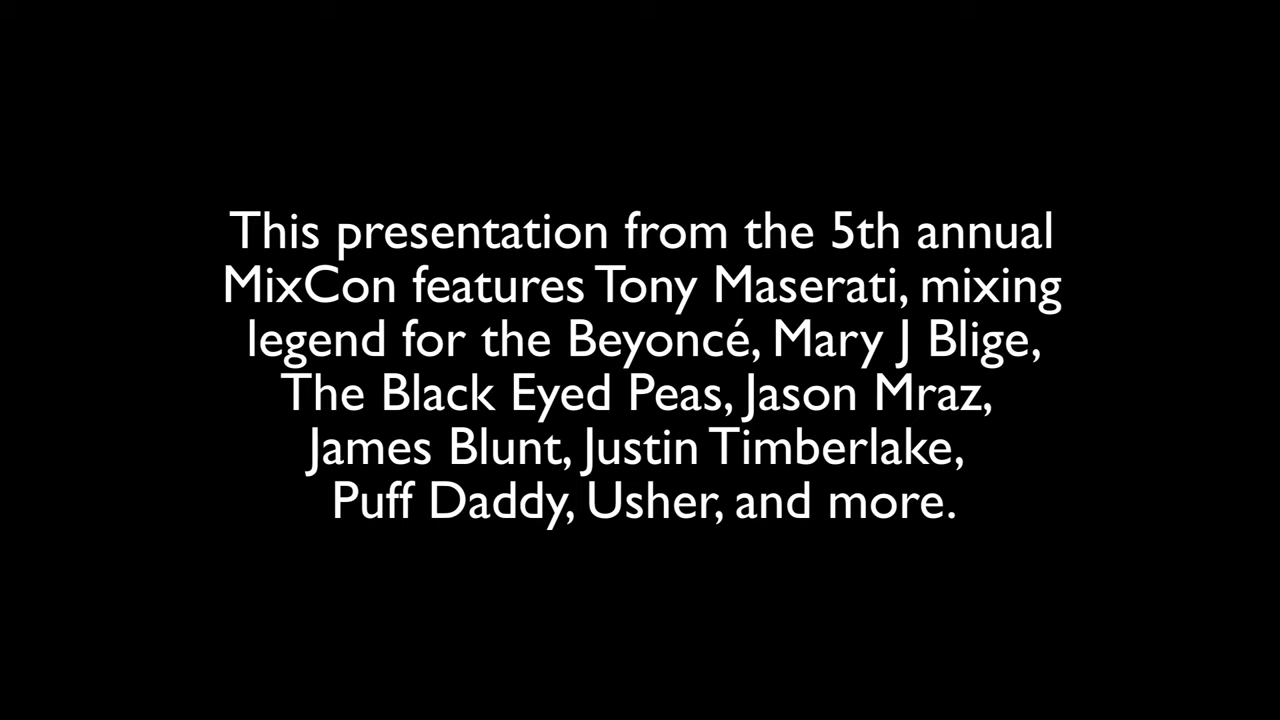 This presentation from the 5th annual
MixCon features Tony Maserati, mixing
legend for the Beyoncé, Mary J Blige,
The Black Eyed Peas, Jason Mraz,
James Blunt, Justin Timberlake,
Puff Daddy, Usher, and more.